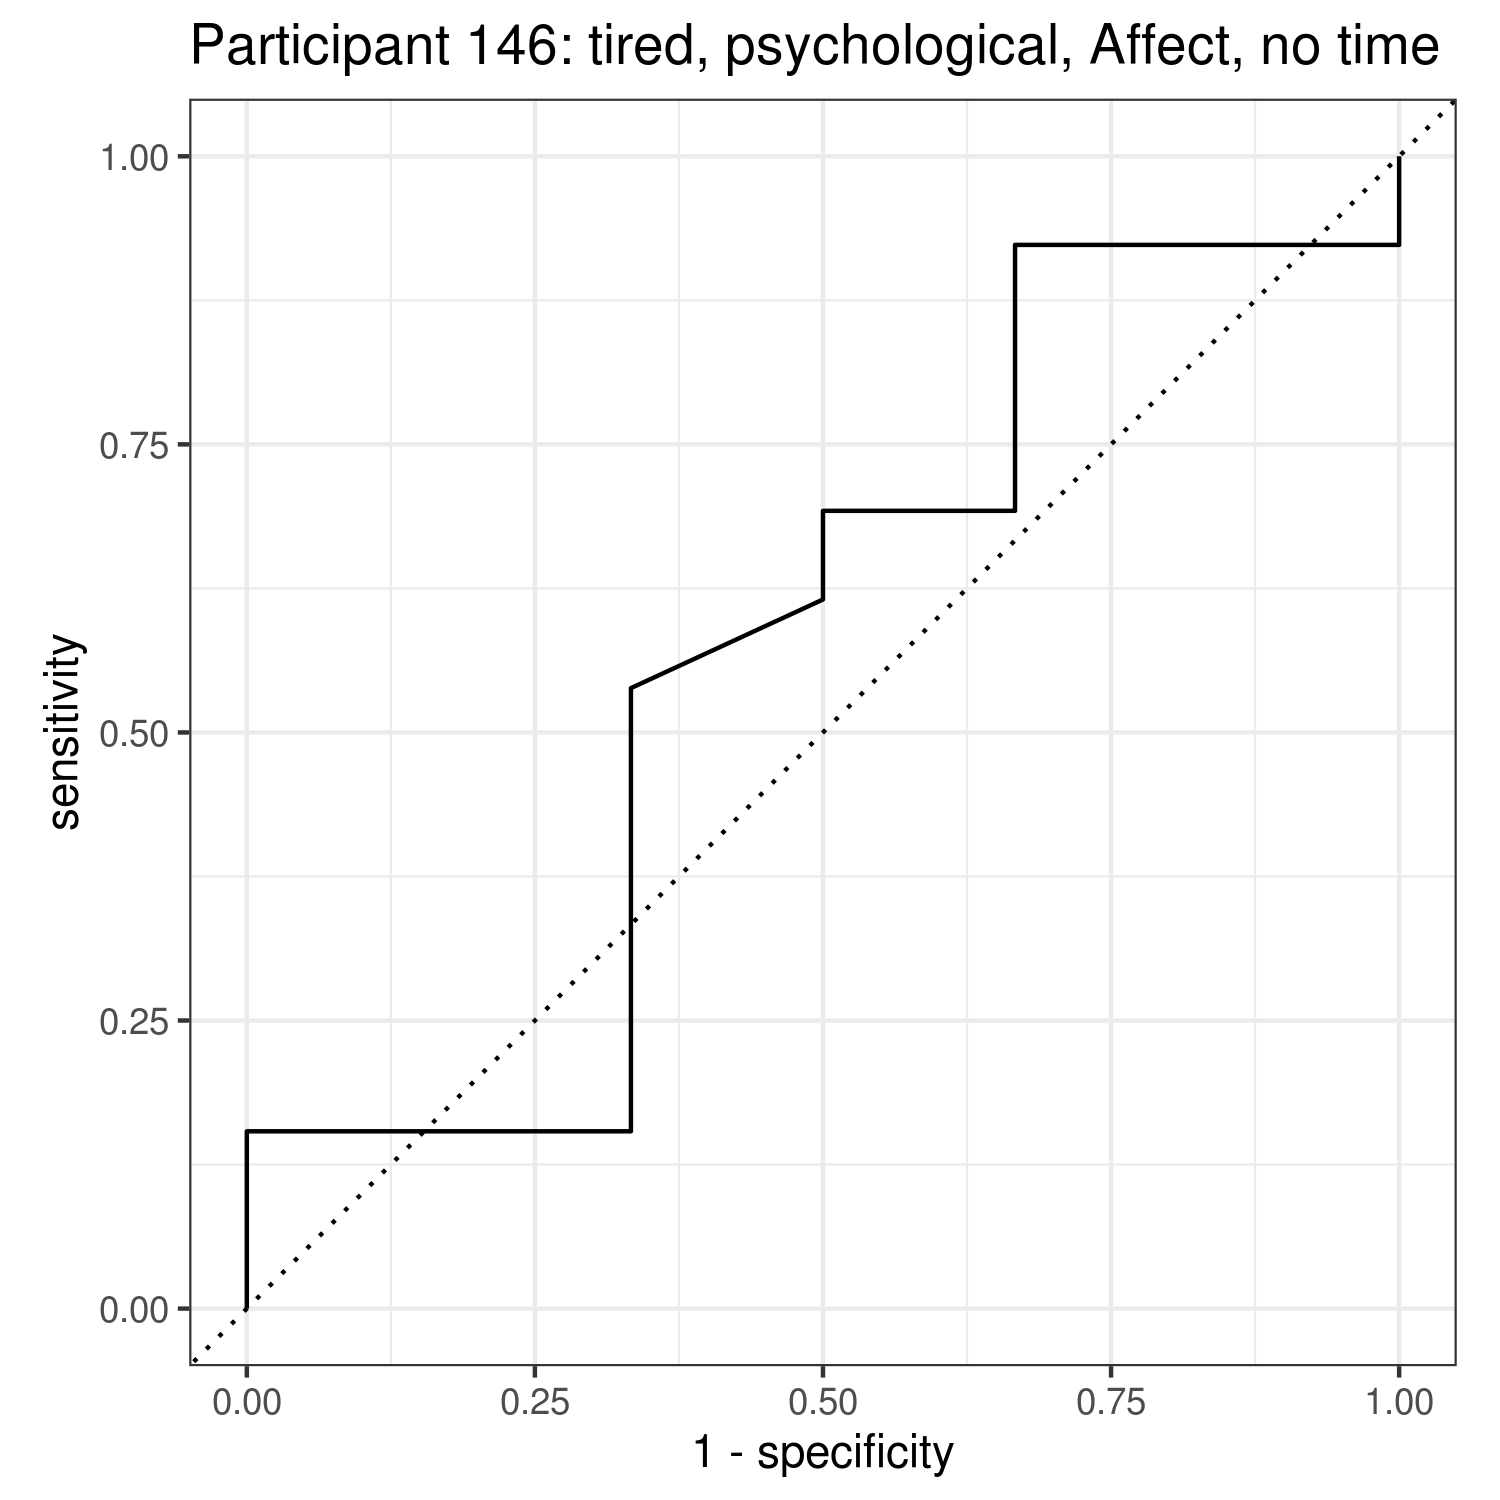 Participant 146: tired, psychological, Affect, no time
1.00
0.75
0.50
0.25
0.00
sensitivity
0.00 0.25 0.50 0.75 1.00
1 - specificity